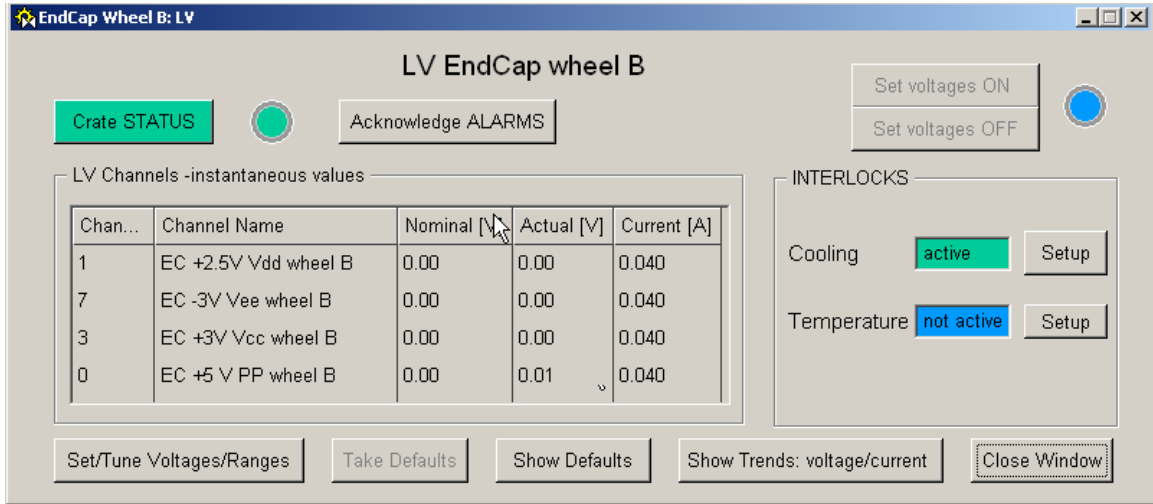 EndCap Wheel B: LV
LV EndCap wheel B
Crate STATUS
Acknowledge ALARMS
Set voltages ON
Set voltages OFF
LV Channels -instantaneous values
Chan... Channel Name Nominal [V] Actual [V] Current [A]
1 EC +2.5V Vdd wheel B 0.00 0.00 0.040
7 EC -3V Vee wheel B 0.00 0.00 0.040
3 EC +3V Vcc wheel B 0.00 0.00 0.040
0 EC +5 V PP wheel B 0.00 0.01 0.040
INTERLOCKS
Cooling active Setup
Temperature not active Setup
Set/Tune Voltages/Ranges Take Defaults Show Defaults Show Trends: voltage/current Close Window